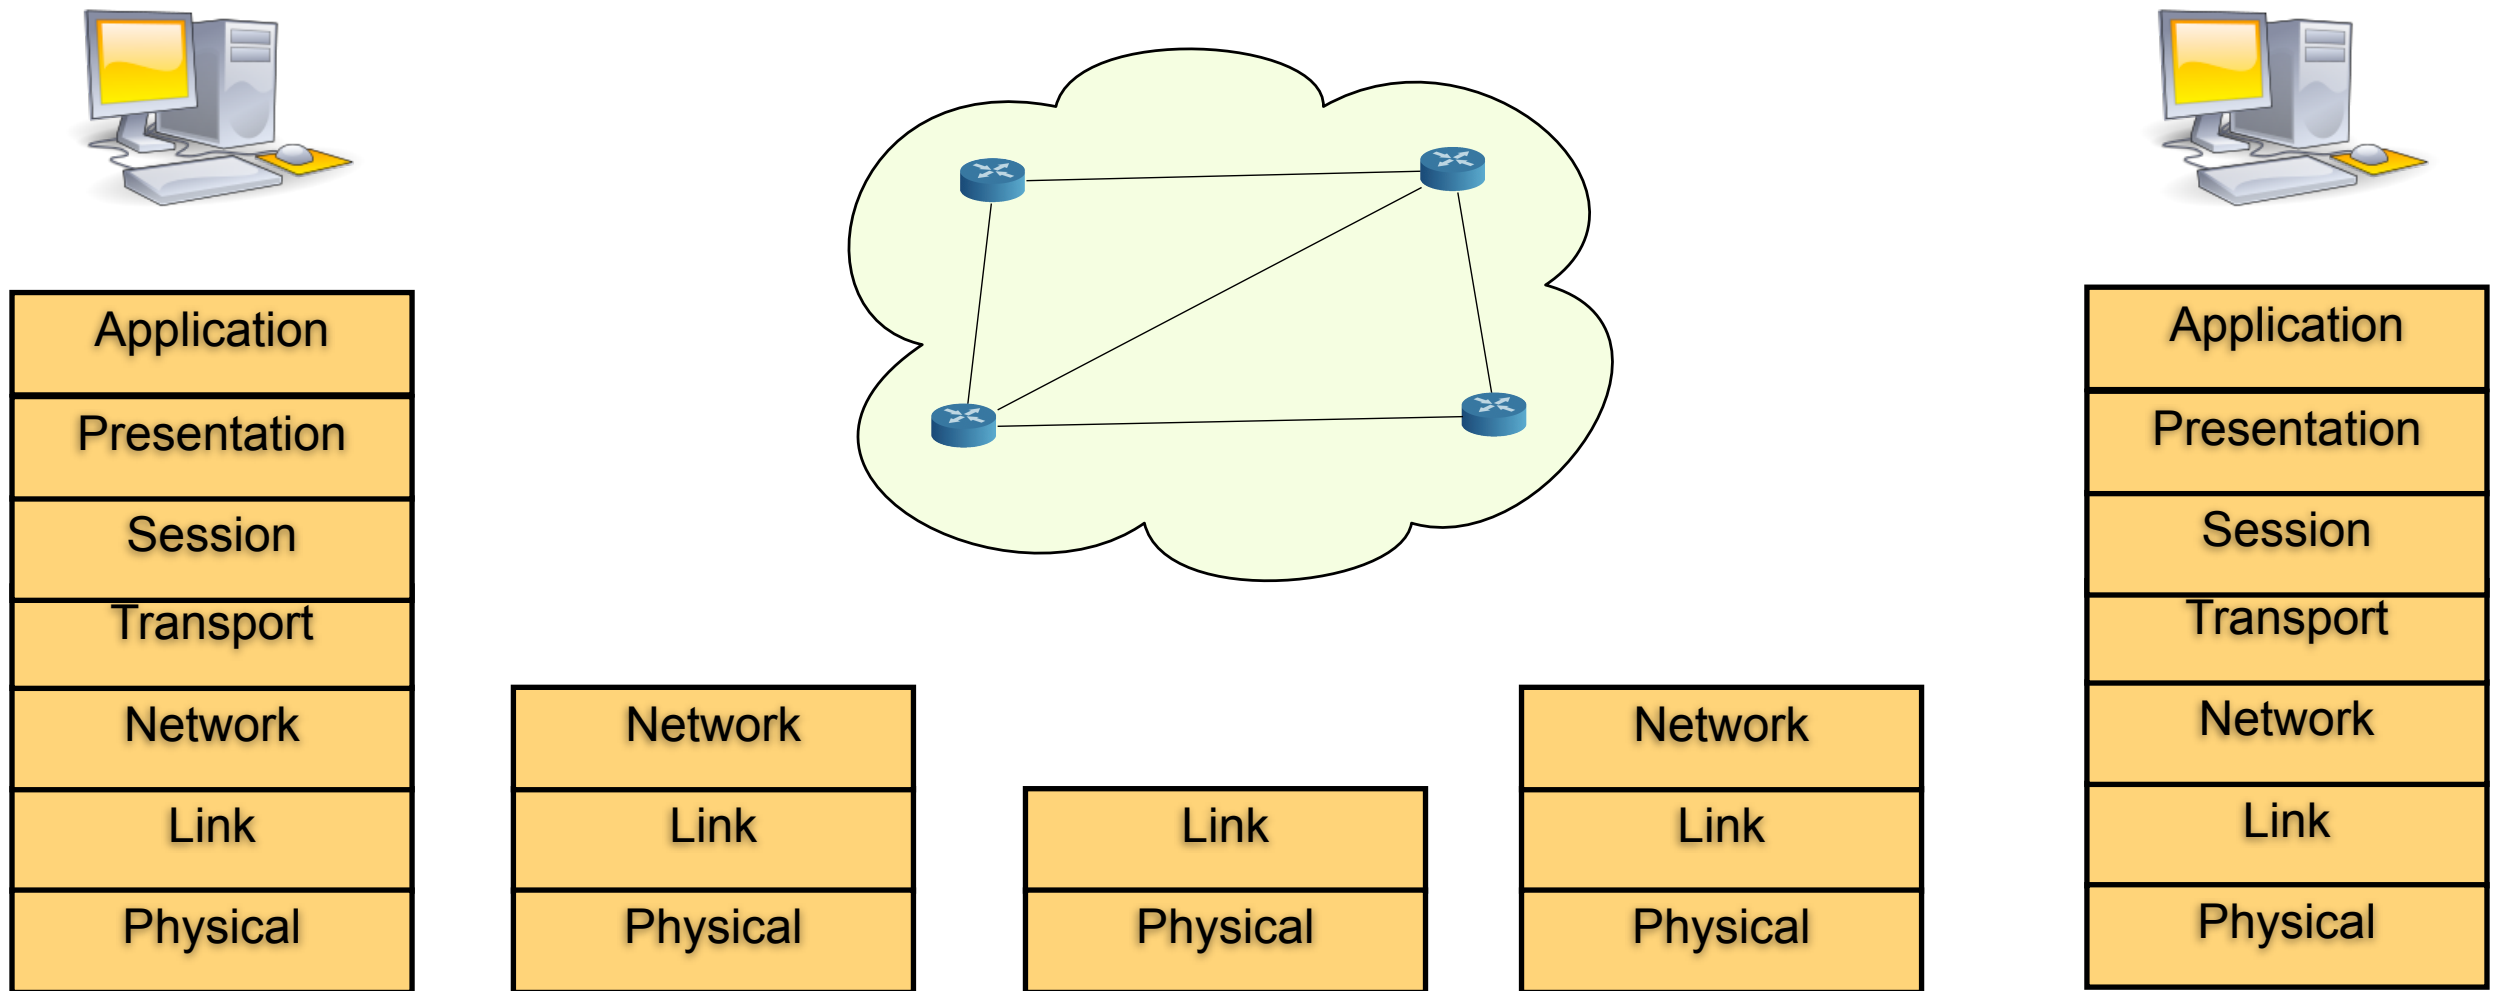 Application
Presentation
Session
Transport
Network
Link
Physical
Network
Link
Physical
Link
Physical
Network
Link
Physical
Application
Presentation
Session
Transport
Network
Link
Physical